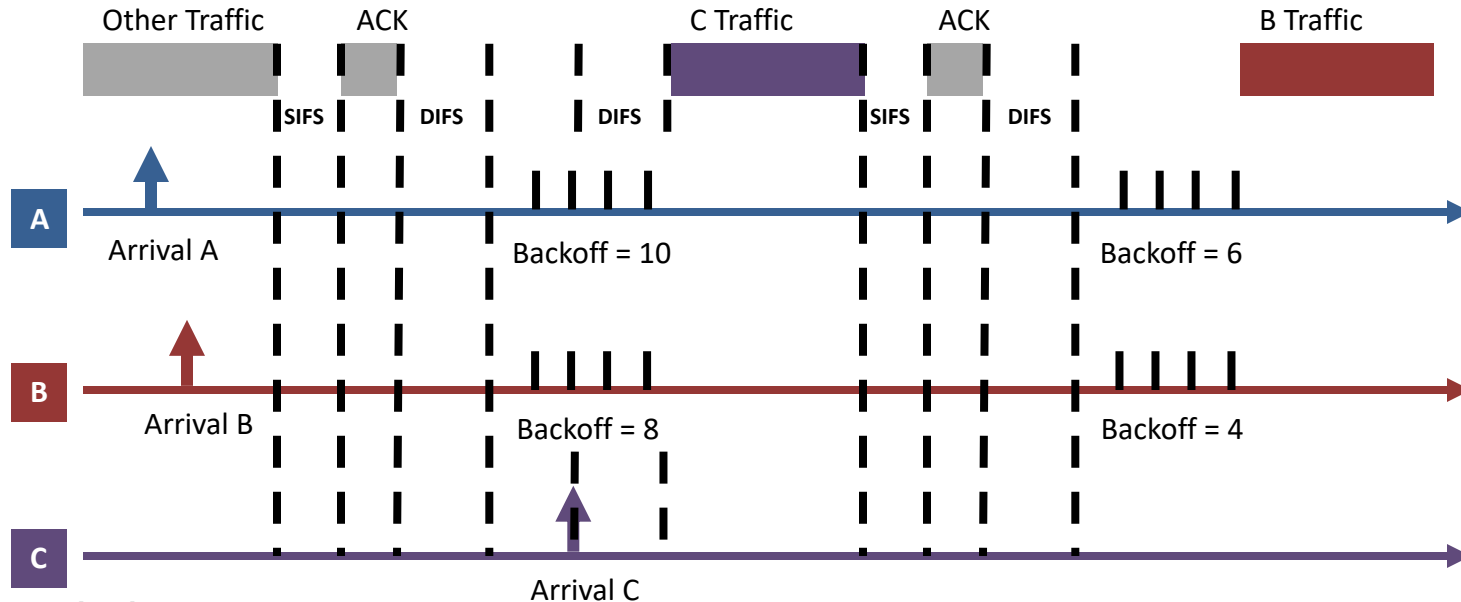 Other Traffic ACK C Traffic ACK B Traffic
SIFS DIFS DIFS SIFS DIFS
A
Arrival A Backoff = 10 Backoff = 6
B
Arrival B Backoff = 8 Backoff = 4
C
Arrival C